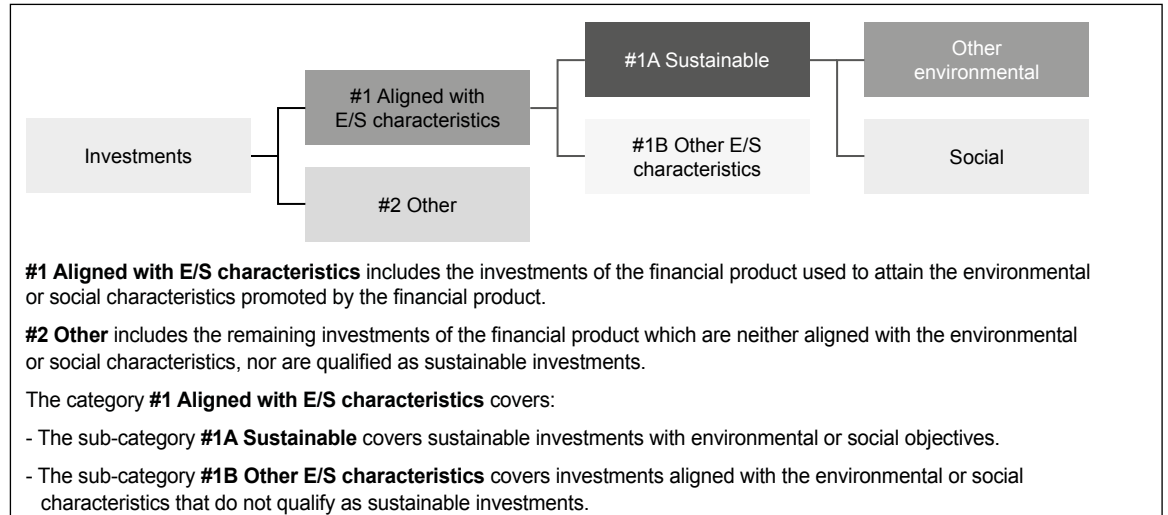 #1A Sustainable
Other
environmental
#1 Aligned with
E/S characteristics
Investments
#1B Other E/S
characteristics
Social
#2 Other
#1 Aligned with E/S characteristics includes the investments of the financial product used to attain the environmental
or social characteristics promoted by the financial product.
#2 Other includes the remaining investments of the financial product which are neither aligned with the environmental
or social characteristics, nor are qualified as sustainable investments.
The category #1 Aligned with E/S characteristics covers:
- The sub-category #1A Sustainable covers sustainable investments with environmental or social objectives.
- The sub-category #1B Other E/S characteristics covers investments aligned with the environmental or social
characteristics that do not qualify as sustainable investments.